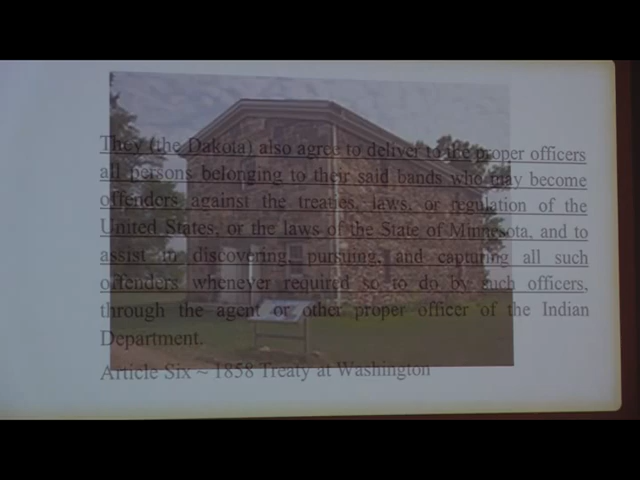 They (the Dakota) also agree to deliver to the proper officers
all persons belonging to their said bands who may become
offenders against the treaties, laws, or regulation of the
United States, or the laws of the State of Minnesota, and to
assist in discovering, pursuing, and capturing all such
offenders whenever required so to do by such officers,
through the agent or other proper officer of the Indian
Department.
Article Six ~ 1858 Treaty at Washington